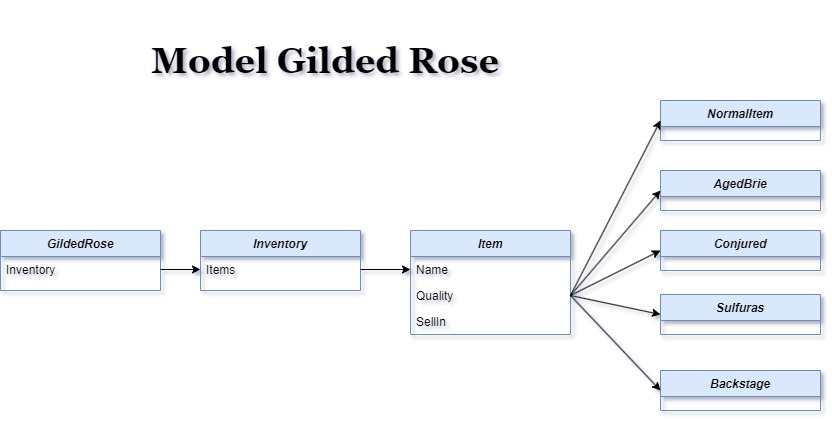 Model Gilded Rose
GildedRose
Inventory
Inventory
Items
Item
Name
Quality
SellIn
NormalItem
AgedBrie
Conjured
Sulfuras
Backstage